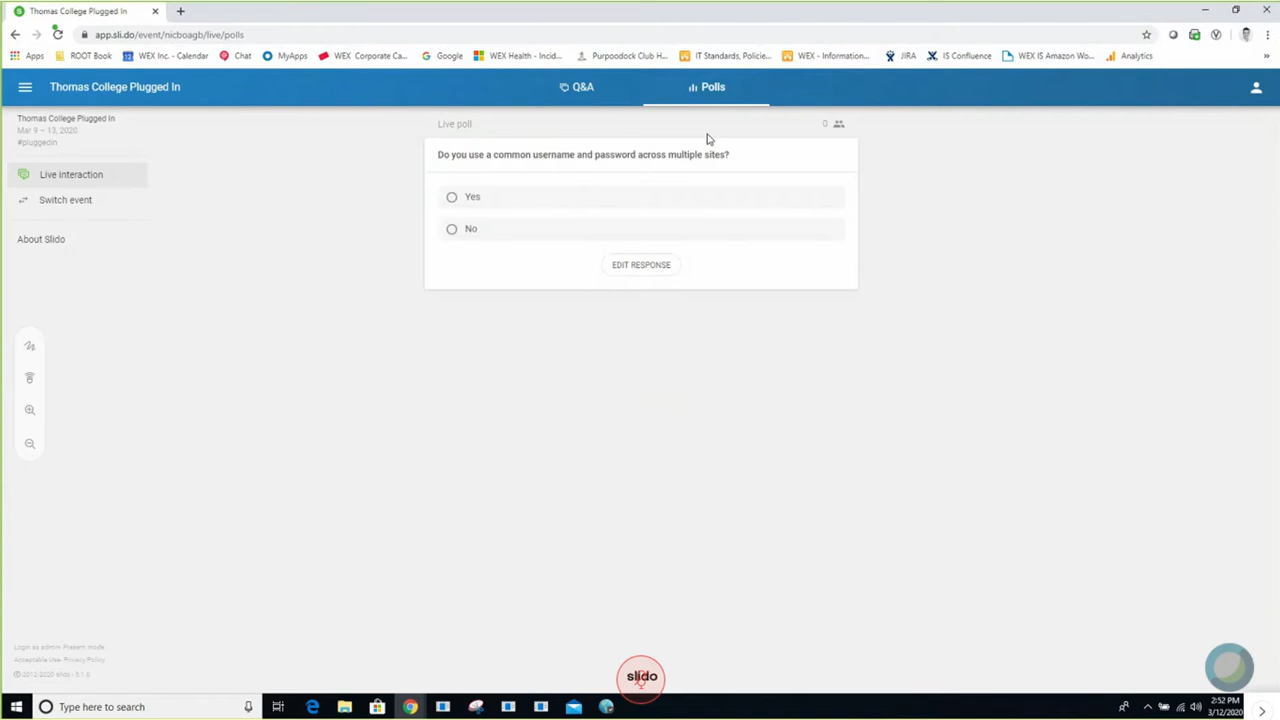 Thomas College Plugged In
app.sli.do/event/nicboagb/live/polls
Apps ROOT Book WEX Inc. - Calendar Chat MyApps WEX Corporate Ca... Google WEX Health - Incid... Purpoodock Club H... IT Standards, Policie... WEX - Information... JIRA IS Confluence WEX IS Amazon Wo... Analytics »
Thomas College Plugged In Q&A Polls
Thomas College Plugged In
Mar 9 – 13, 2020
#pluggedin
Live interaction
Switch event
About Slido
Live poll 0
Do you use a common username and password across multiple sites?
Yes
No
EDIT RESPONSE
Login as admin · Present mode
Acceptable Use · Privacy Policy
© 2012-2020 slido - 5.1.0
slido
Type here to search
2:52 PM
3/12/2020